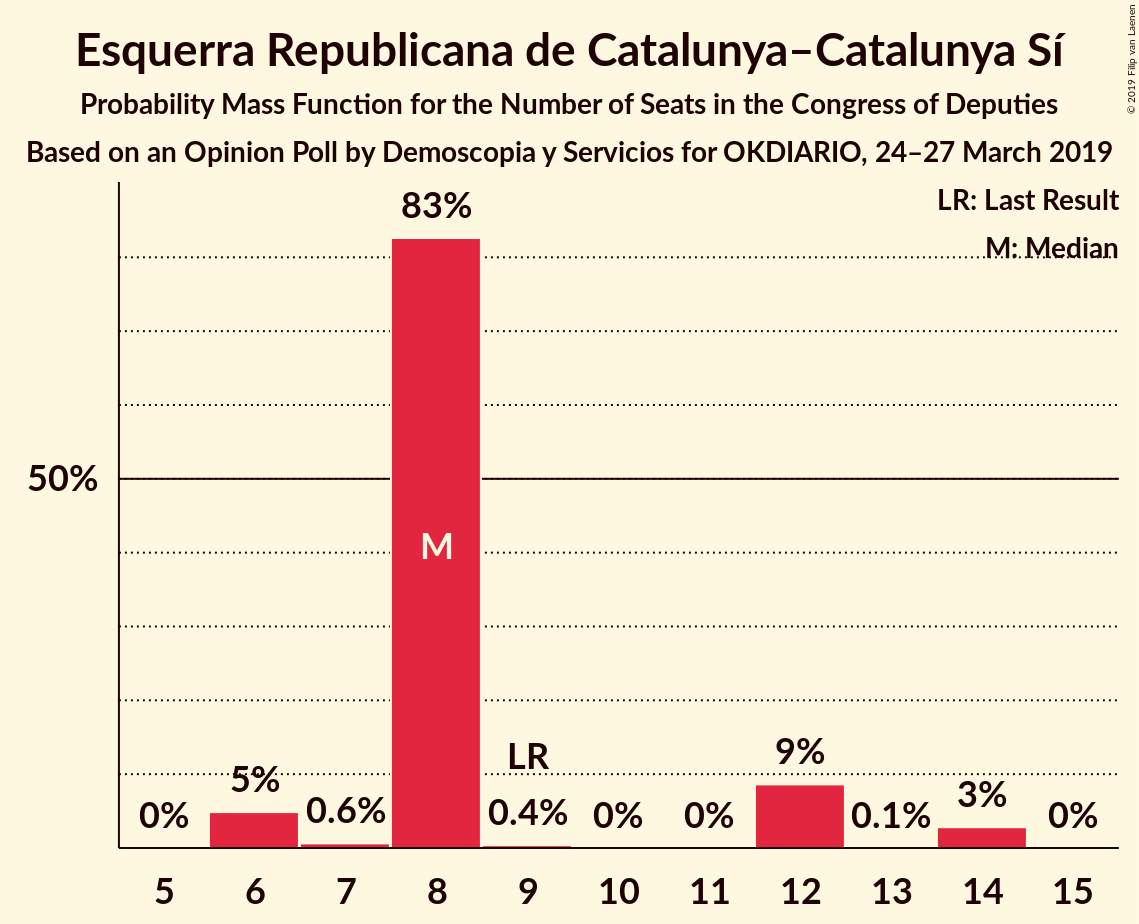 Esquerra Republicana de Catalunya–Catalunya Sí
Probability Mass Function for the Number of Seats in the Congress of Deputies
Based on an Opinion Poll by Demoscopia y Servicios for OKDIARIO, 24–27 March 2019
© 2019 Filip van Laenen
LR: Last Result
M: Median
83%
50%
M
LR
9%
5%
3%
0%
0.6%
0.4%
0%
0%
0.1%
0%
5 6 7 8 9 10 11 12 13 14 15